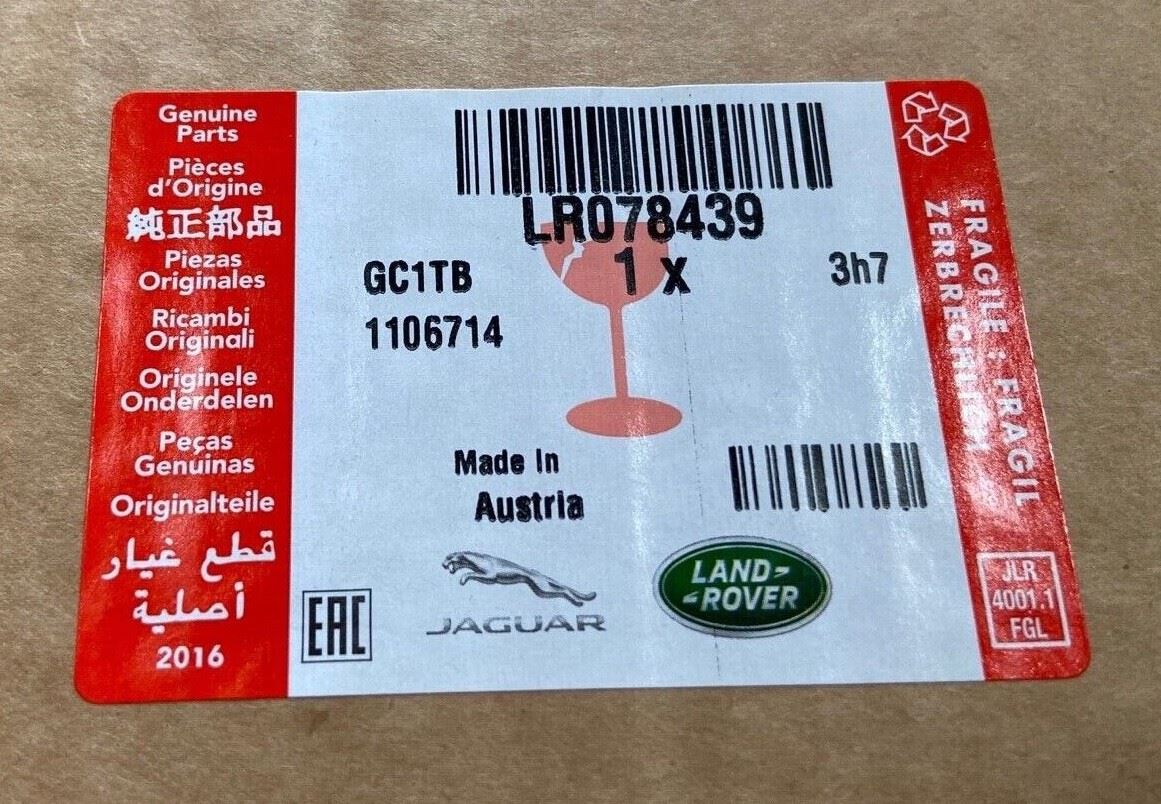 Genuine
Parts
Pièces
d'Origine
純正部品
Piezas
Originales
Ricambi
Originali
Originele
Onderdelen
Peças
Genuinas
Originalteile
قطع غيار
أصلية
2016
LR078439
GC1TB
1 X
3h7
1106714
Made In
Austria
EAC
JAGUAR
LAND-
-ROVER
FRAGILE : FRAGIL
ZERBRECHLICH
JLR
4001.1
FGL